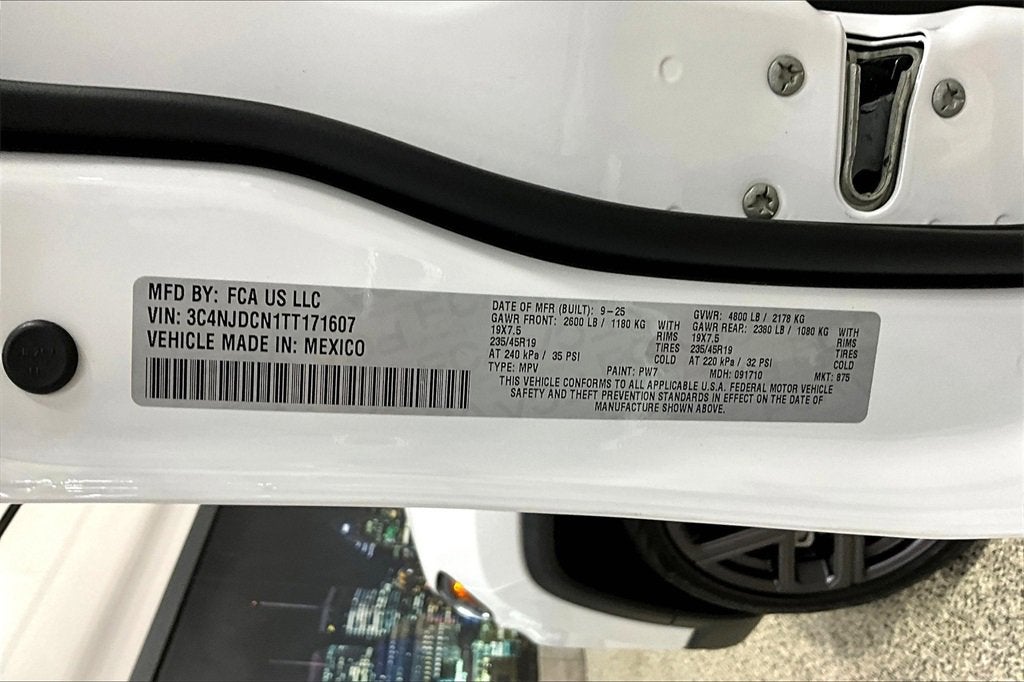 MFD BY: FCA US LLC
VIN: 3C4NJDCN1TT171607
VEHICLE MADE IN: MEXICO
DATE OF MFR (BUILT): 9-25
GVWR: 4800 LB / 2178 KG
GAWR FRONT: 2600 LB / 1180 KG WITH
GAWR REAR: 2380 LB / 1080 KG WITH
19X7.5 RIMS
19X7.5 RIMS
235/45R19 TIRES
235/45R19 TIRES
AT 240 kPa / 35 PSI COLD
AT 220 kPa / 32 PSI COLD
TYPE: MPV PAINT: PW7 MDH: 091710 MKT: 875
THIS VEHICLE CONFORMS TO ALL APPLICABLE U.S.A. FEDERAL MOTOR VEHICLE
SAFETY AND THEFT PREVENTION STANDARDS IN EFFECT ON THE DATE OF
MANUFACTURE SHOWN ABOVE.